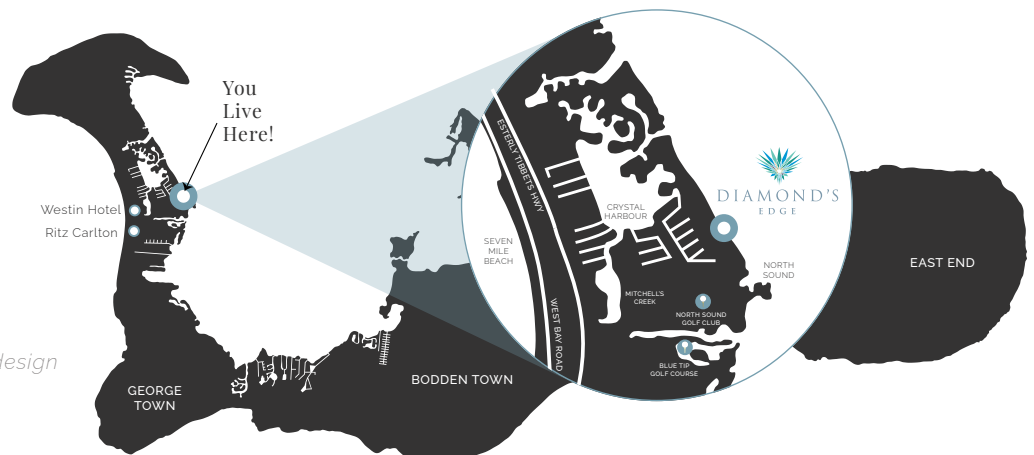 You
Live
Here!
Westin Hotel
Ritz Carlton
GEORGE
TOWN
BODDEN TOWN
EAST END
ESTERLY TIBBETS HWY
WEST BAY ROAD
SEVEN
MILE
BEACH
CRYSTAL
HARBOUR
MITCHELL'S
CREEK
NORTH SOUND
GOLF CLUB
BLUE TIP
GOLF COURSE
DIAMOND'S
EDGE
NORTH
SOUND
design